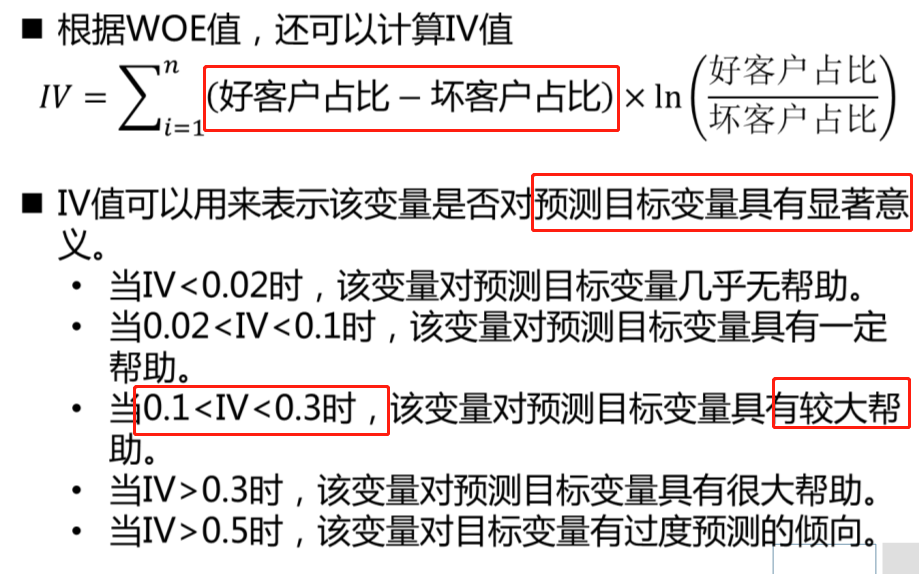 ■ 根据WOE值，还可以计算IV值
IV = ∑ⁿᵢ₌₁ (好客户占比 − 坏客户占比) × ln(好客户占比/坏客户占比)
■ IV值可以用来表示该变量是否对预测目标变量具有显著意
义。
• 当IV<0.02时，该变量对预测目标变量几乎无帮助。
• 当0.02<IV<0.1时，该变量对预测目标变量具有一定
帮助。
• 当0.1<IV<0.3时，该变量对预测目标变量具有较大帮
助。
• 当IV>0.3时，该变量对预测目标变量具有很大帮助。
• 当IV>0.5时，该变量对目标变量有过度预测的倾向。